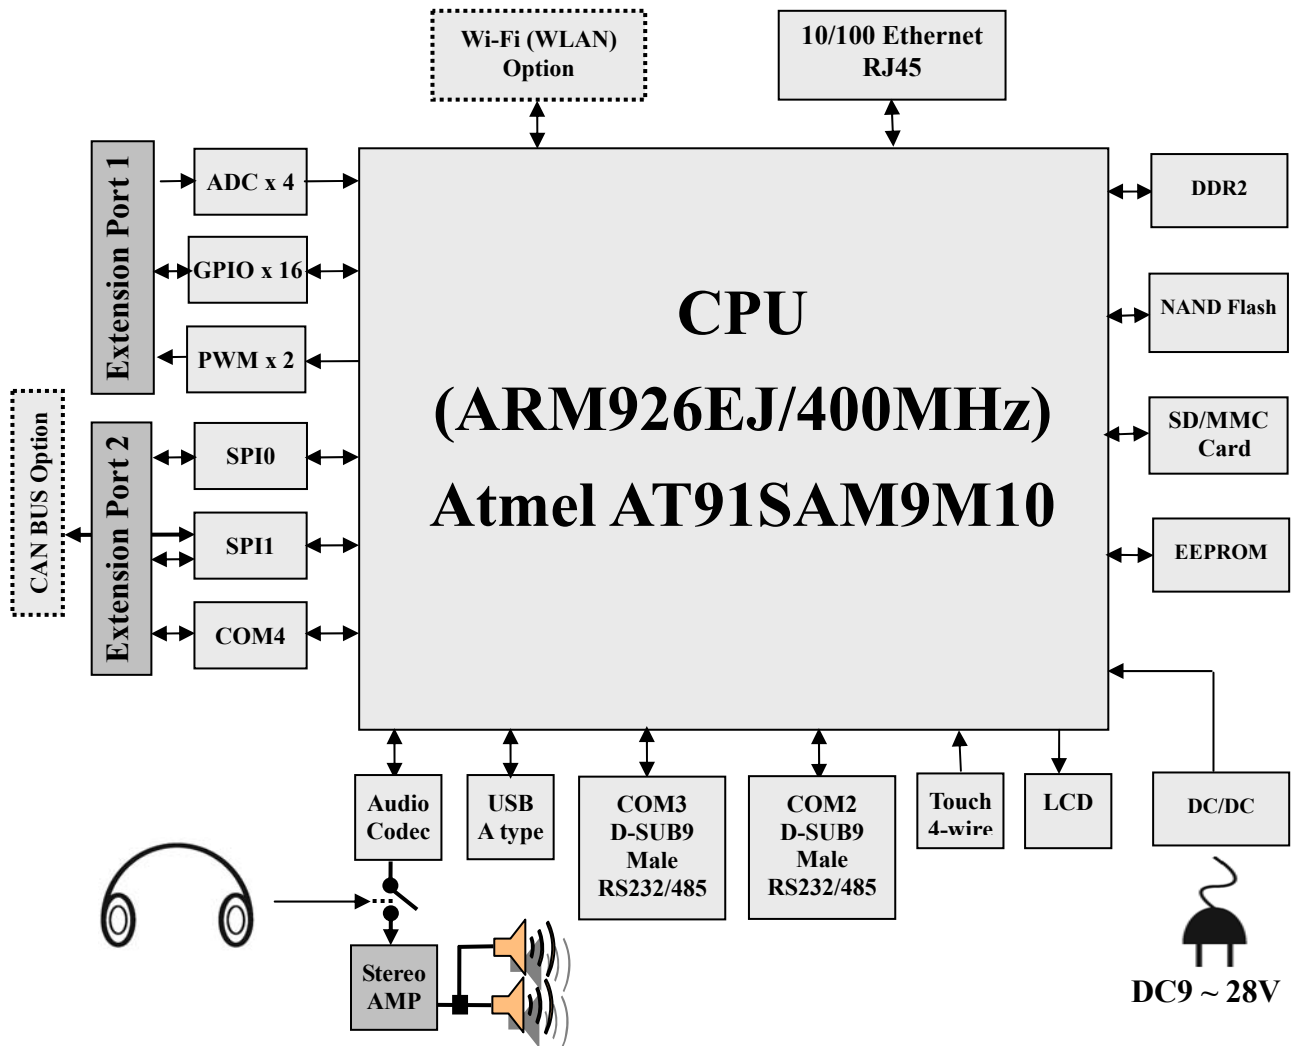 Wi-Fi (WLAN)
Option
10/100 Ethernet
RJ45
Extension Port 1
ADC x 4
GPIO x 16
PWM x 2
CAN BUS Option
Extension Port 2
SPI0
SPI1
COM4
CPU
(ARM926EJ/400MHz)
Atmel AT91SAM9M10
DDR2
NAND Flash
SD/MMC
Card
EEPROM
Audio
Codec
USB
A type
COM3
D-SUB9
Male
RS232/485
COM2
D-SUB9
Male
RS232/485
Touch
4-wire
LCD
DC/DC
Stereo
AMP
DC9 ~ 28V